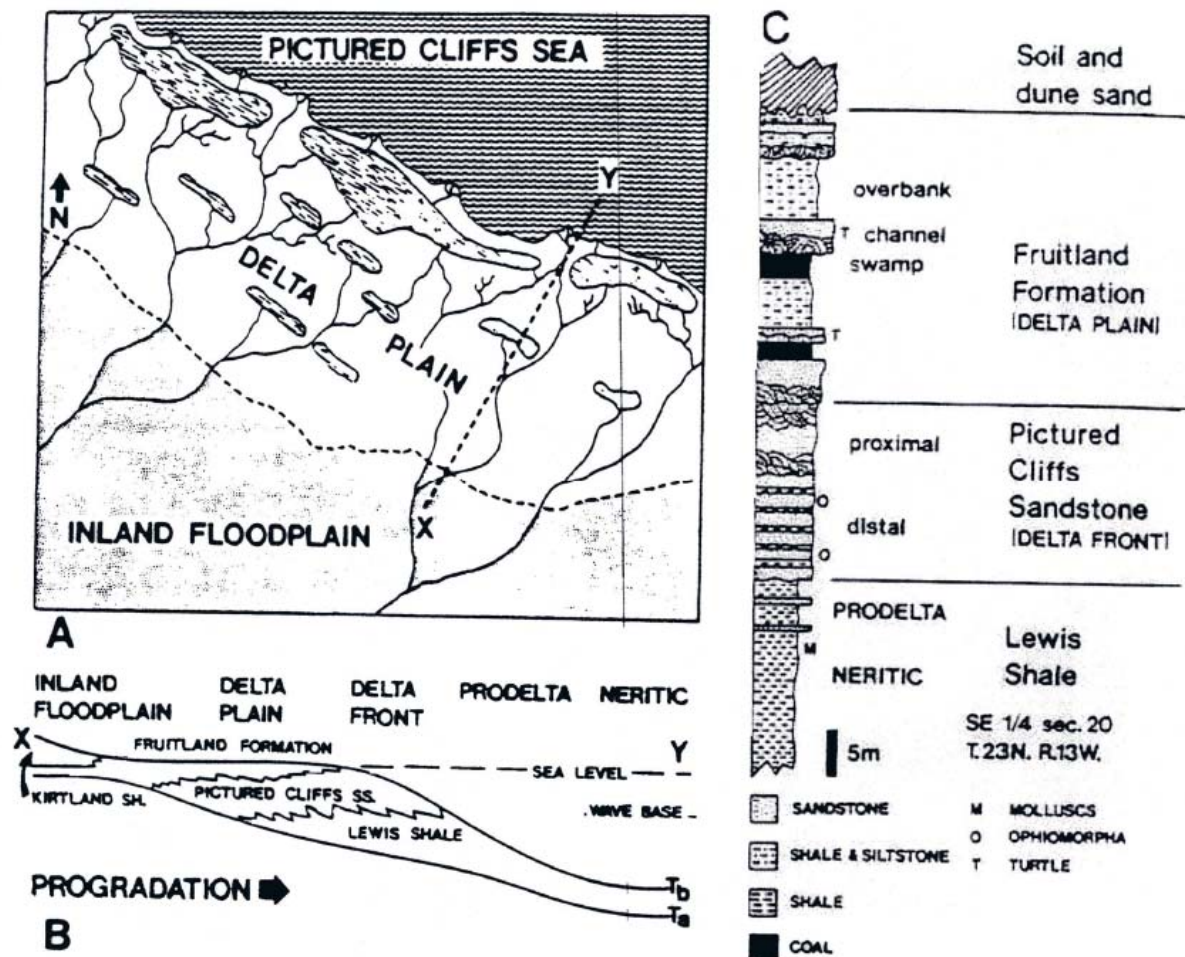 PICTURED CLIFFS SEA
Y
N
DELTA
PLAIN
X
INLAND FLOODPLAIN
A
INLAND
FLOODPLAIN
DELTA
PLAIN
DELTA
FRONT
PRODELTA
NERITIC
X
FRUITLAND FORMATION
Y
SEA LEVEL
KIRTLAND SH.
PICTURED CLIFFS SS.
WAVE BASE
LEWIS SHALE
Tb
Ta
PROGRADATION
B
C
Soil and
dune sand
overbank
T channel
swamp
Fruitland
Formation
|DELTA PLAIN|
T
proximal
Pictured
Cliffs
Sandstone
|DELTA FRONT|
O
distal
O
PRODELTA
M
NERITIC
Lewis
Shale
SE 1/4 sec. 20
T.23N. R.13W.
5m
SANDSTONE
SHALE & SILTSTONE
SHALE
COAL
M MOLLUSCS
O OPHIOMORPHA
T TURTLE